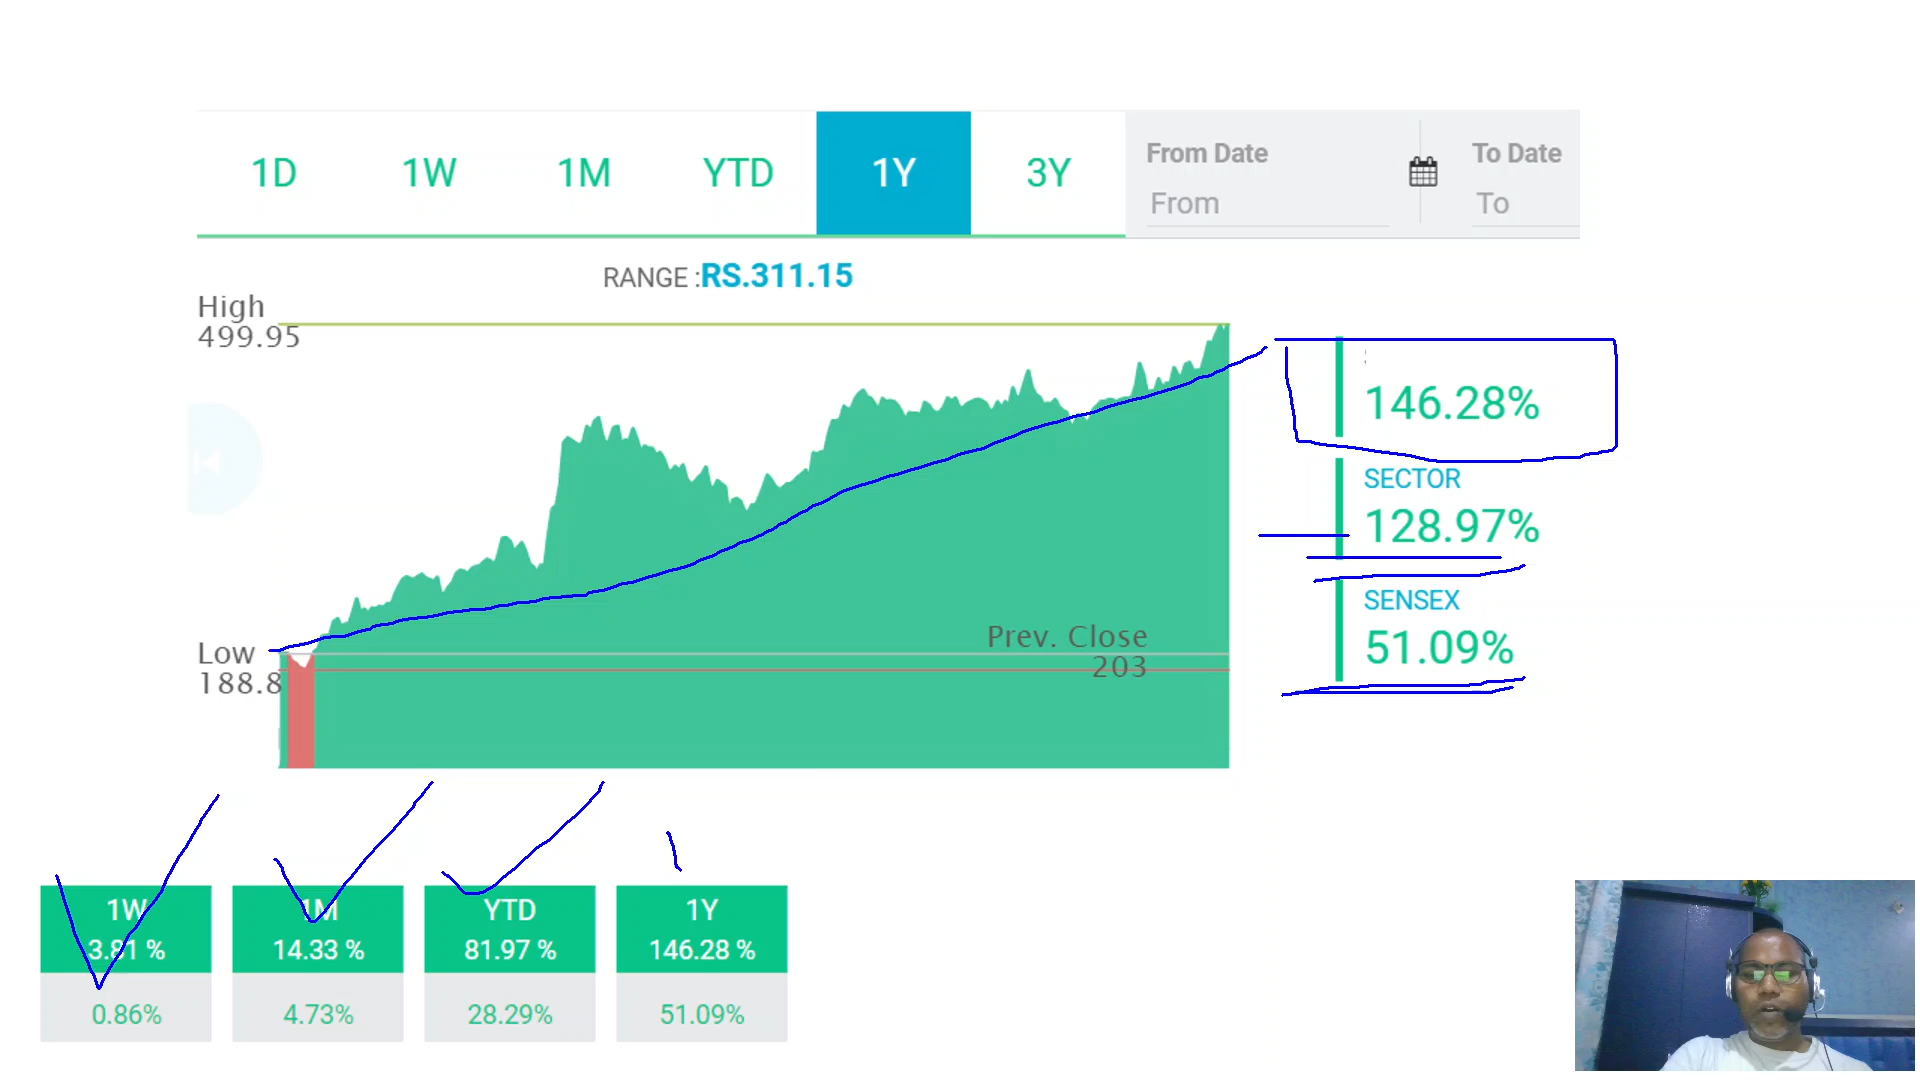 1D 1W 1M YTD 1Y 3Y From Date To Date
From To
RANGE :RS.311.15
High
499.95
146.28%
SECTOR
128.97%
SENSEX
51.09%
Prev. Close
203
Low
188.8
1W 1M YTD 1Y
3.81 % 14.33 % 81.97 % 146.28 %
0.86% 4.73% 28.29% 51.09%